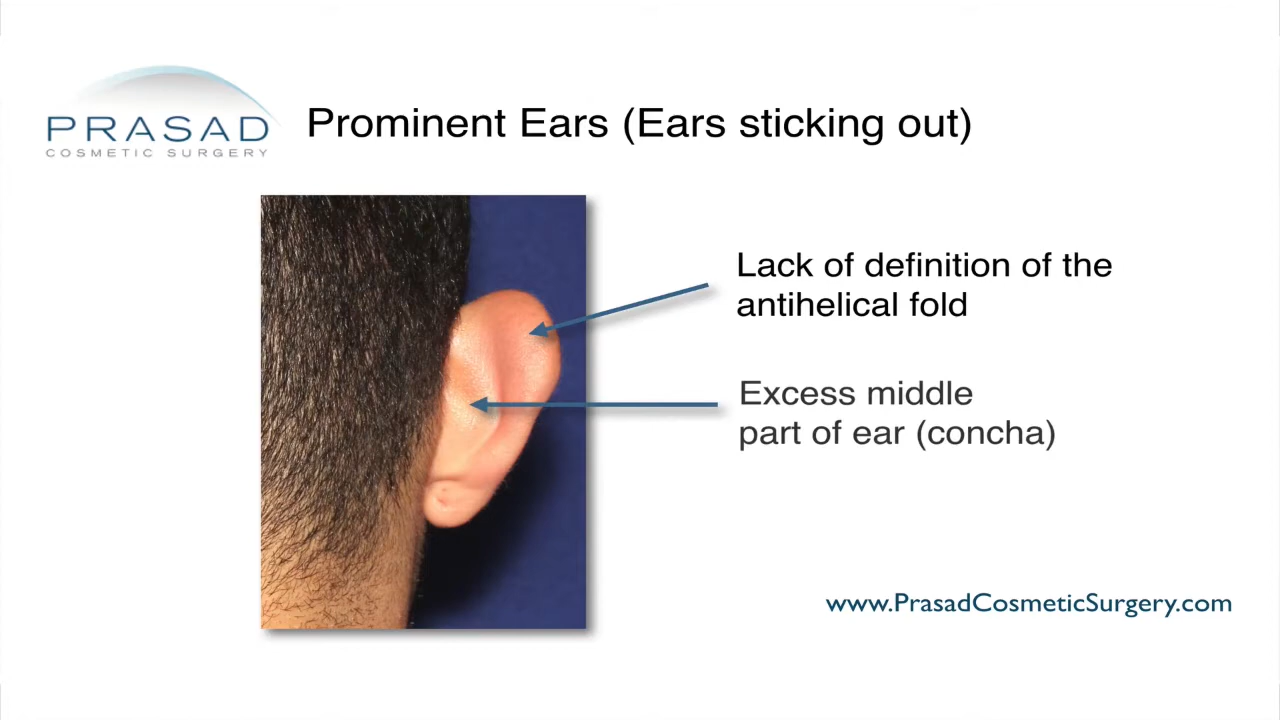 PRASAD
COSMETIC SURGERY
Prominent Ears (Ears sticking out)
Lack of definition of the
antihelical fold
Excess middle
part of ear (concha)
www.PrasadCosmeticSurgery.com